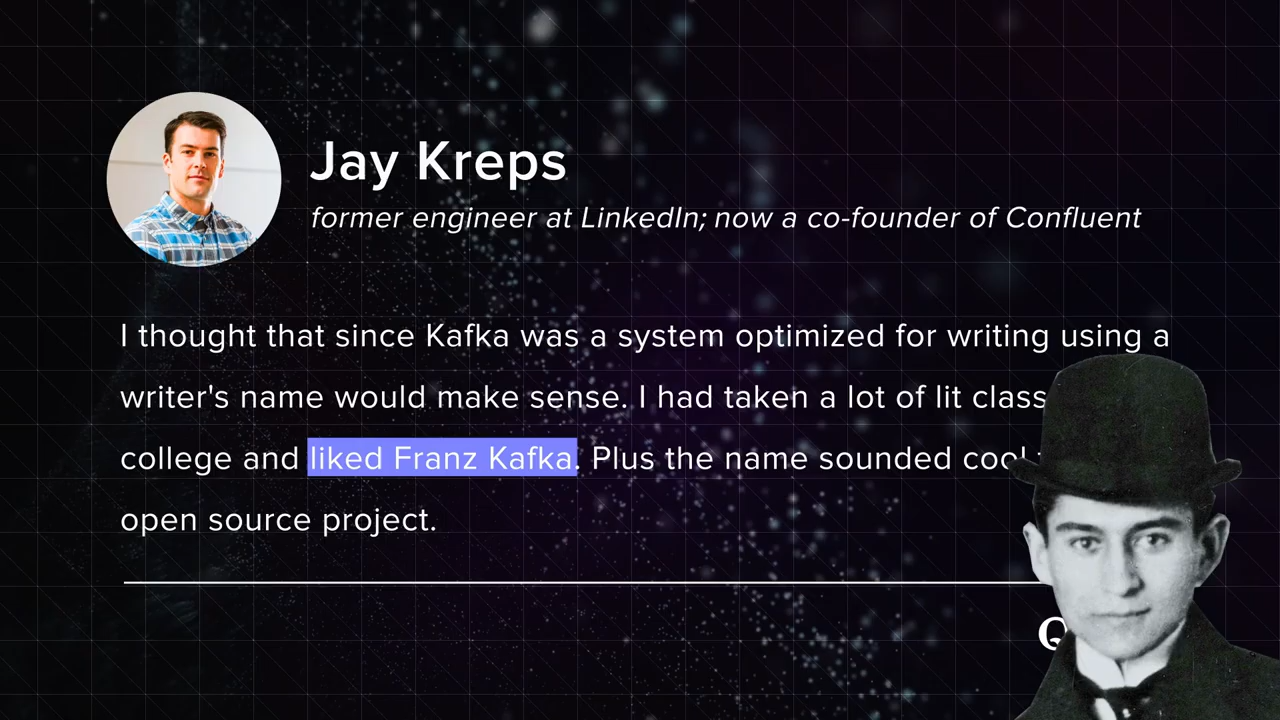 Jay Kreps
former engineer at LinkedIn; now a co-founder of Confluent
I thought that since Kafka was a system optimized for writing using a
writer's name would make sense. I had taken a lot of lit class
college and liked Franz Kafka. Plus the name sounded cool
open source project.
Q